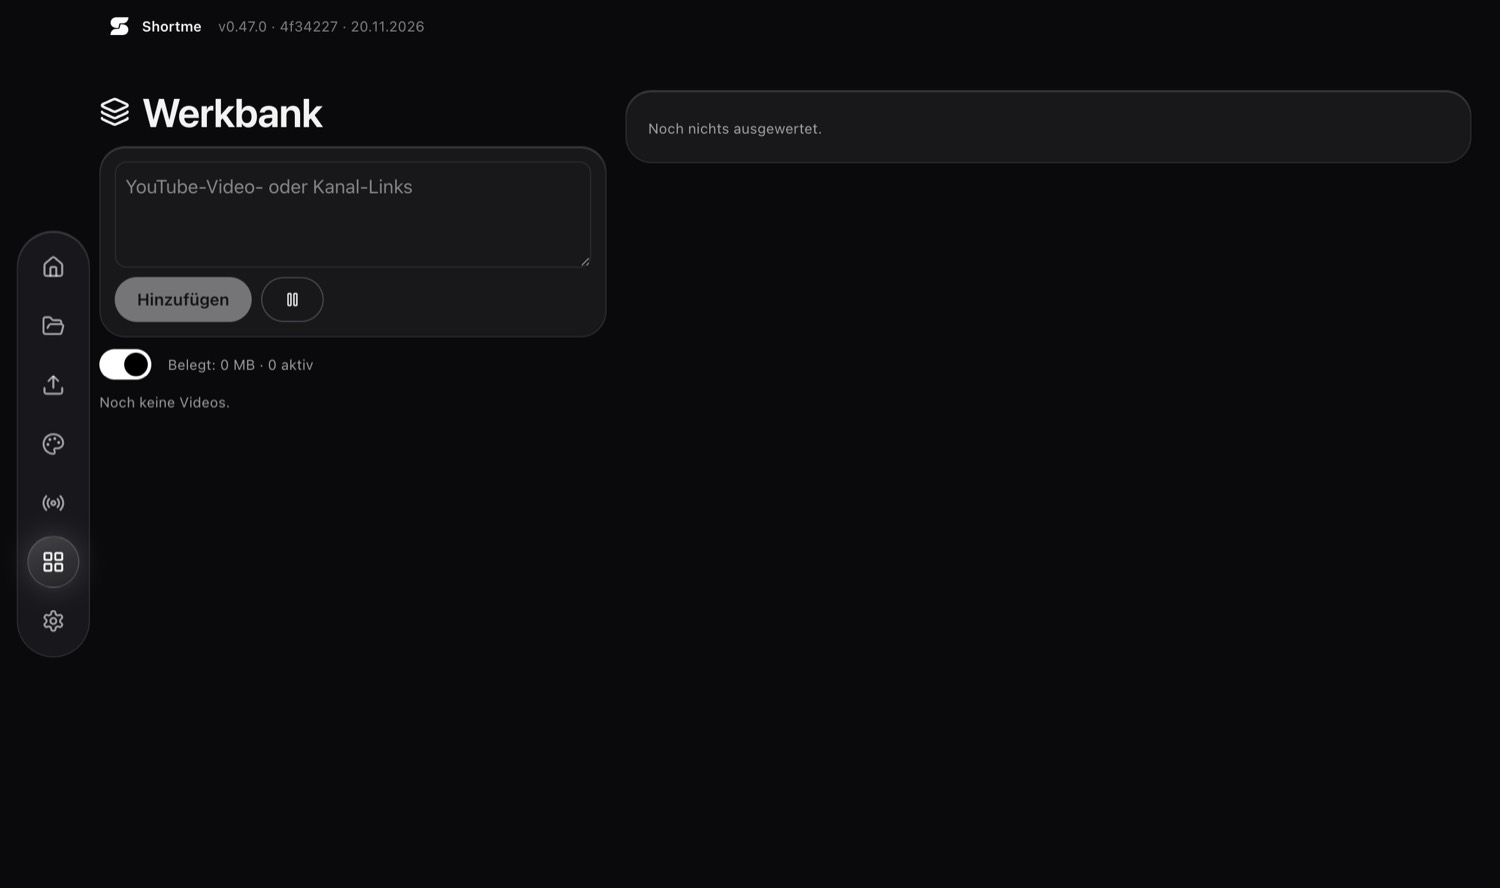 Shortme v0.47.0 · 4f34227 · 20.11.2026
Werkbank
YouTube-Video- oder Kanal-Links
Hinzufügen
Belegt: 0 MB · 0 aktiv
Noch keine Videos.
Noch nichts ausgewertet.